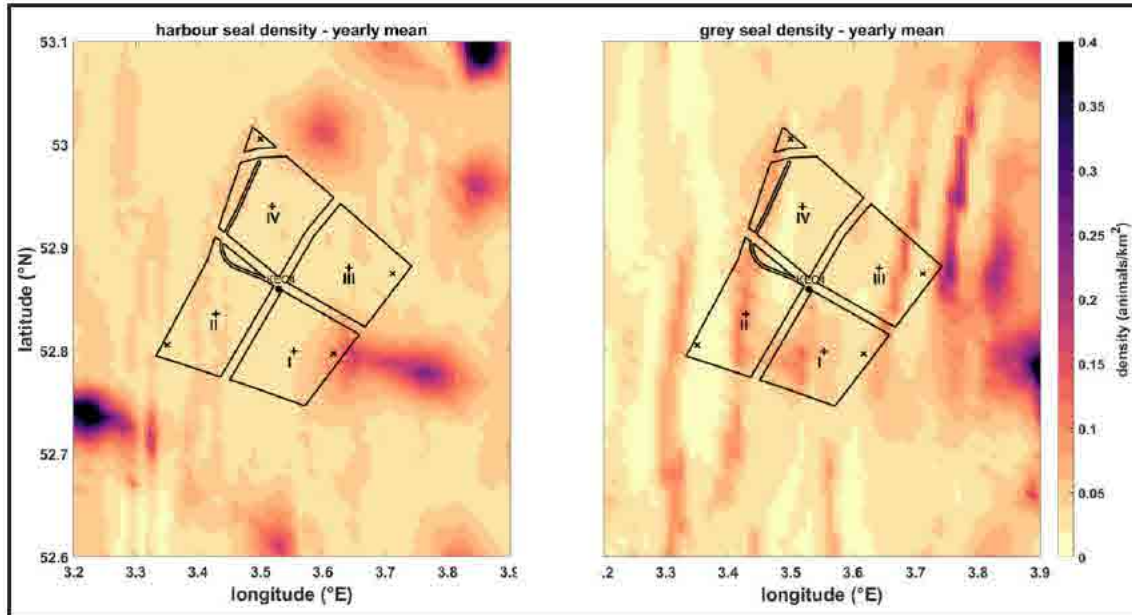 harbour seal density - yearly mean
grey seal density - yearly mean
53.1
53
52.9
52.8
52.7
52.6
latitude (°N)
IV
III
II
I
3.2 3.3 3.4 3.5 3.6 3.7 3.8 3.9
longitude (°E)
IV
III
II
I
.2 3.3 3.4 3.5 3.6 3.7 3.8 3.9
longitude (°E)
0.4
0.35
0.3
0.25
0.2
0.15
0.1
0.05
0
density (animals/km²)